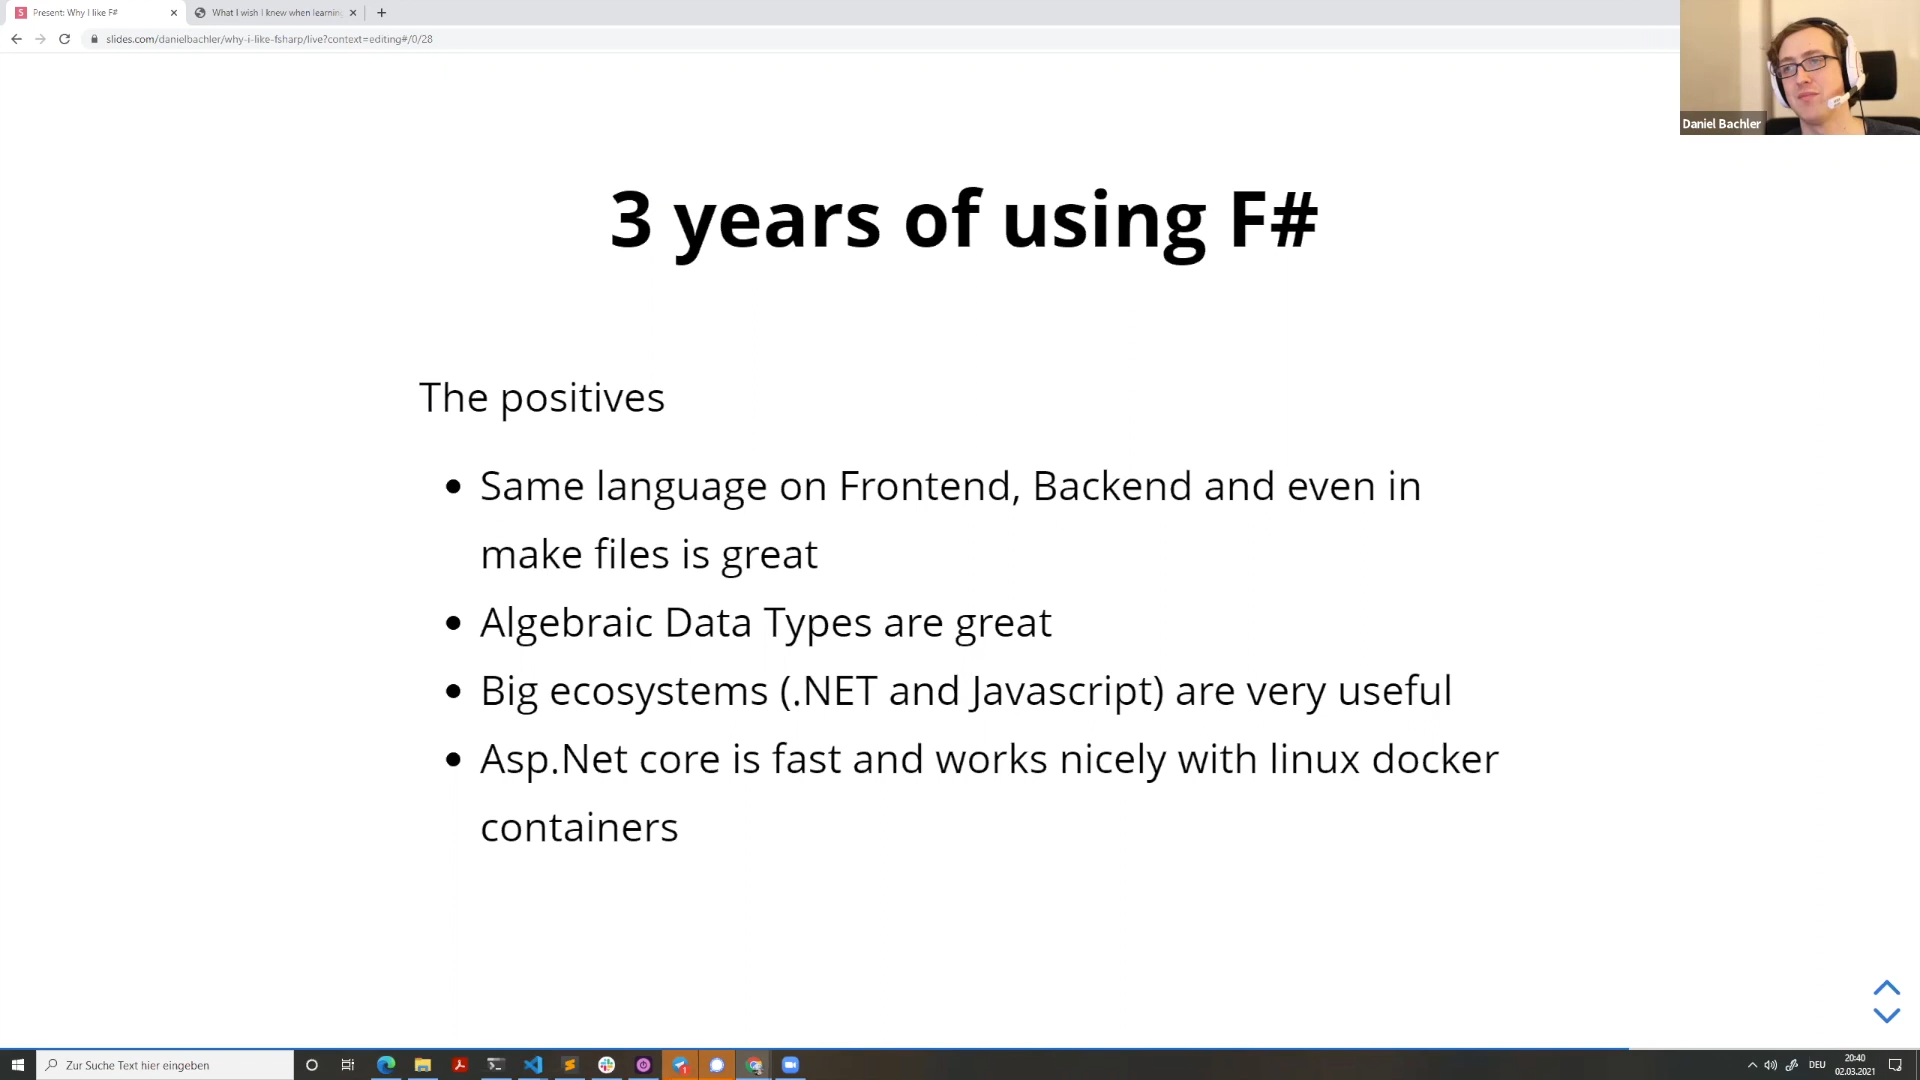 Present: Why I like F#
What I wish I knew when learning
slides.com/danielbachler/why-i-like-fsharp/live?context=editing#/0/28
Daniel Bachler
3 years of using F#
The positives
Same language on Frontend, Backend and even in
make files is great
Algebraic Data Types are great
Big ecosystems (.NET and Javascript) are very useful
Asp.Net core is fast and works nicely with linux docker
containers
Zur Suche Text hier eingeben
DEU
20:40
02.03.2021